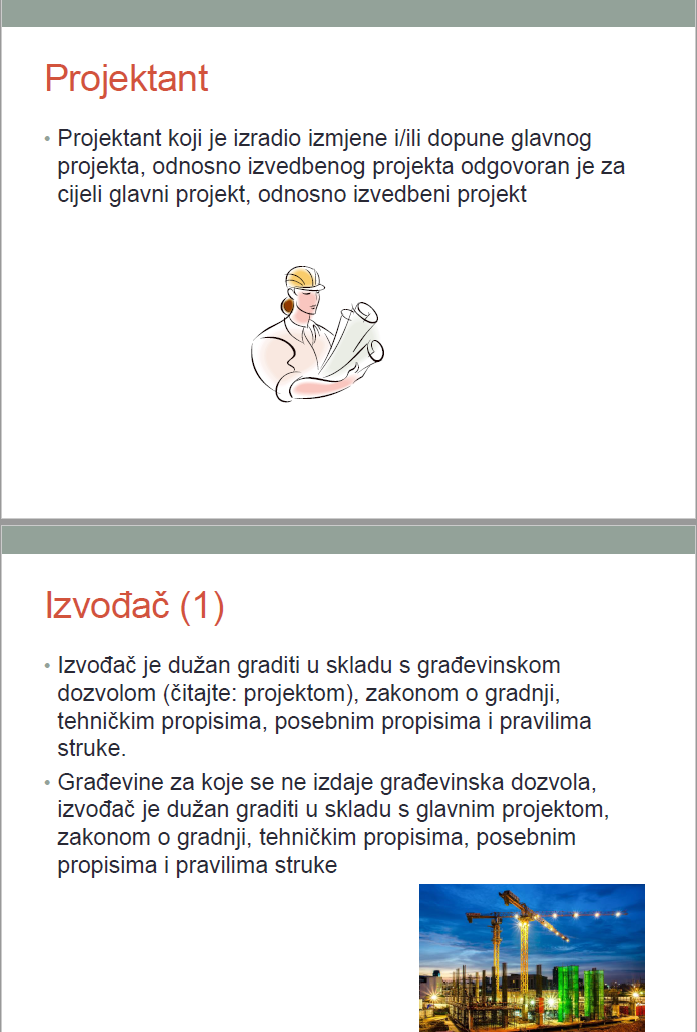 Projektant
• Projektant koji je izradio izmjene i/ili dopune glavnog
projekta, odnosno izvedbenog projekta odgovoran je za
cijeli glavni projekt, odnosno izvedbeni projekt
Izvođač (1)
• Izvođač je dužan graditi u skladu s građevinskom
dozvolom (čitajte: projektom), zakonom o gradnji,
tehničkim propisima, posebnim propisima i pravilima
struke.
• Građevine za koje se ne izdaje građevinska dozvola,
izvođač je dužan graditi u skladu s glavnim projektom,
zakonom o gradnji, tehničkim propisima, posebnim
propisima i pravilima struke